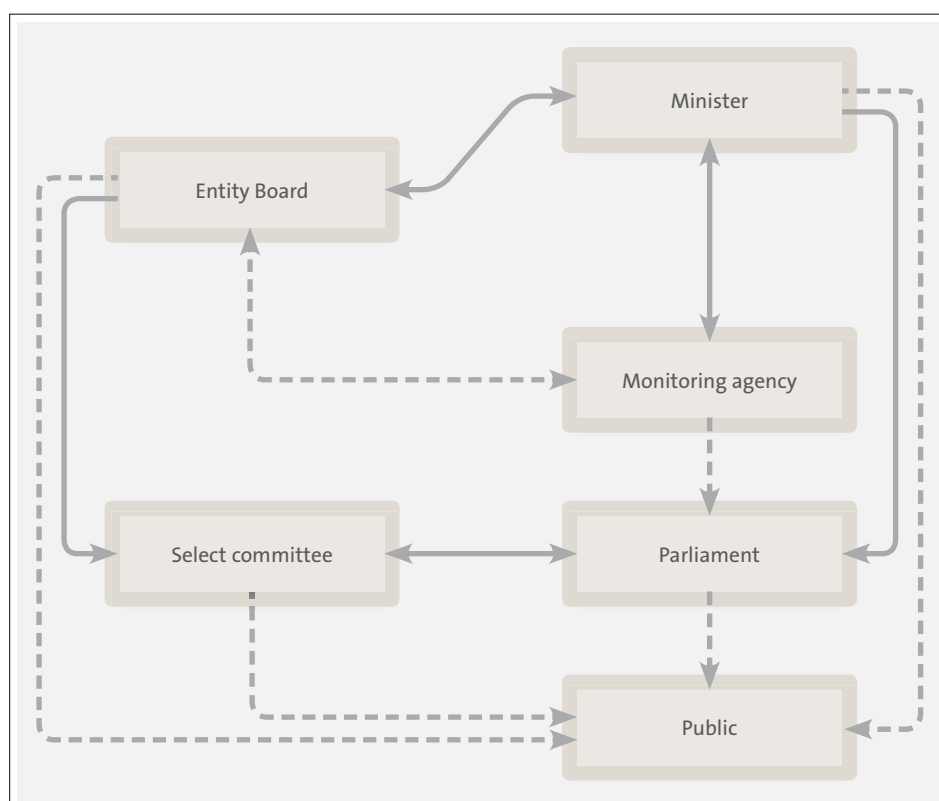 Minister
Entity Board
Monitoring agency
Select committee
Parliament
Public